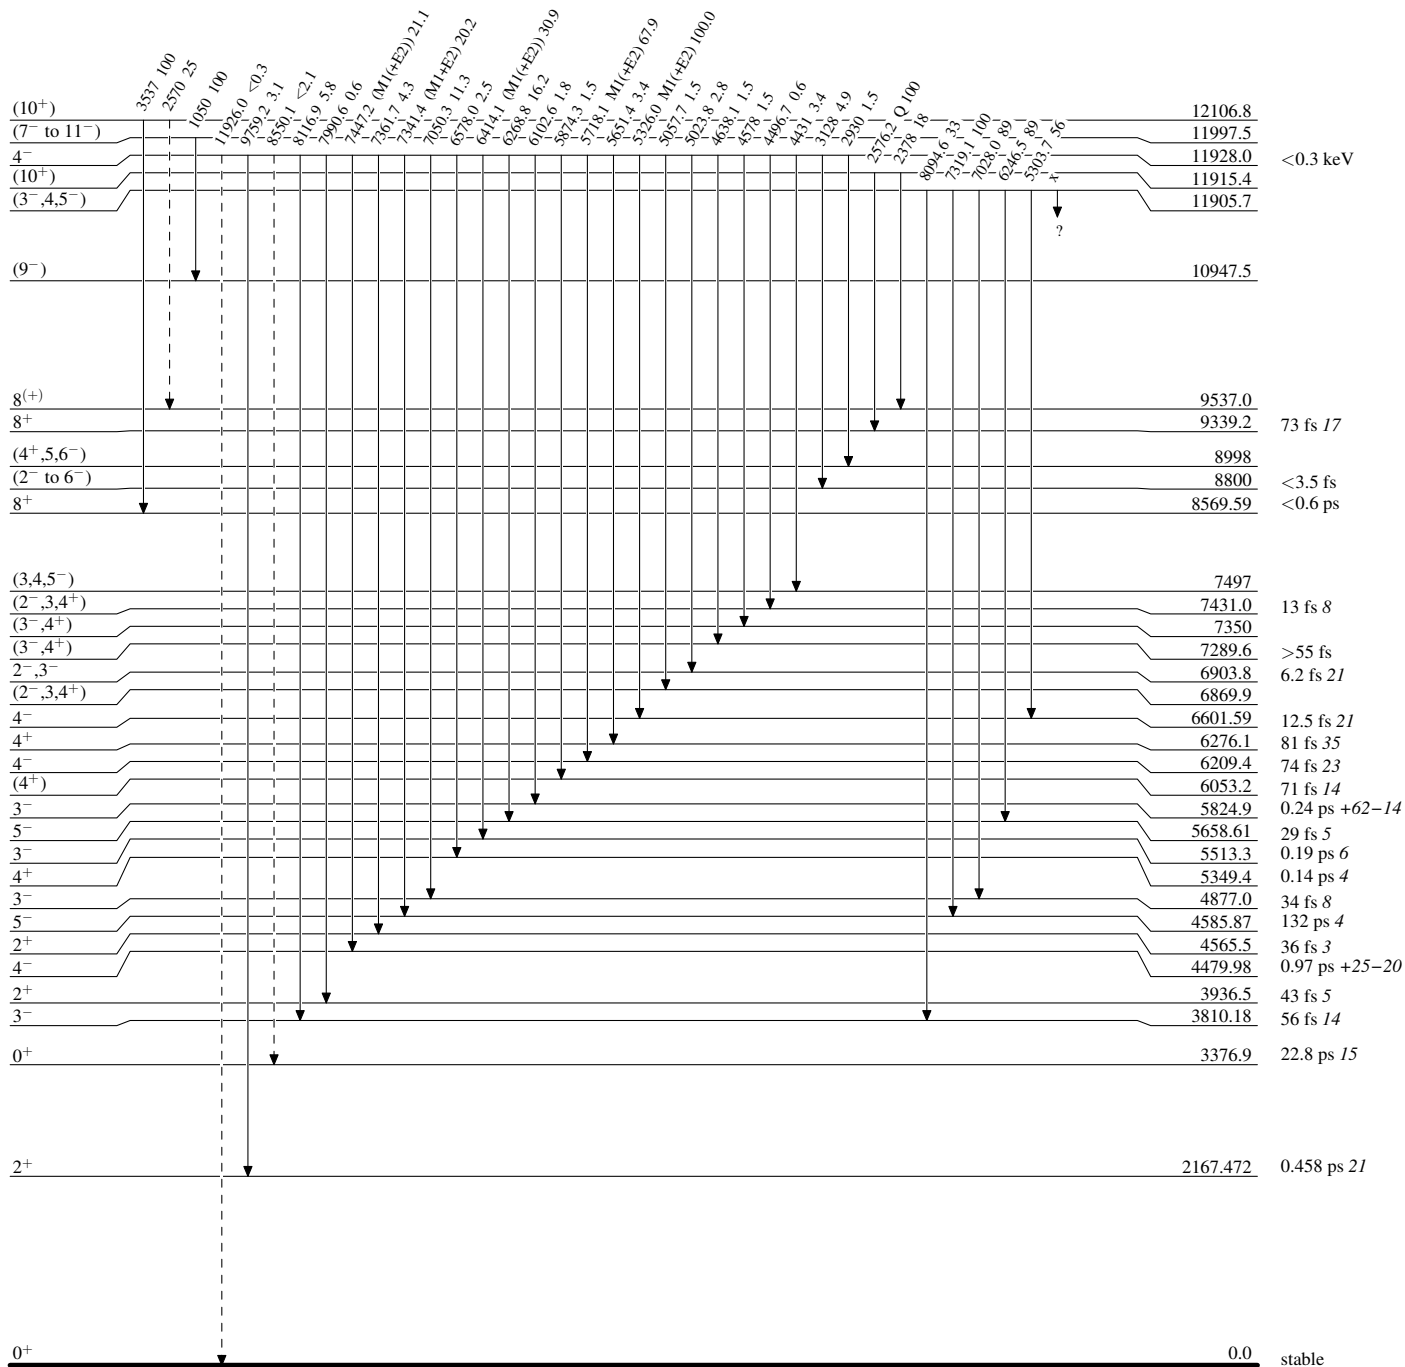 3537 100
2570 25
1050 100
11926.0 <0.3
9759.2 3.1
8550.1 <2.1
8116.9 5.8
7990.6 0.6
7447.2 (M1(+E2)) 21.1
7361.7 4.3
7341.4 (M1+E2) 20.2
7050.3 11.3
6578.0 2.5
6414.1 (M1(+E2)) 30.9
6268.8 16.2
6102.6 1.8
5874.3 1.5
5718.1 M1(+E2) 67.9
5651.4 3.4
5326.0 M1(+E2) 100.0
5057.7 1.5
5023.8 2.8
4638.1 1.5
4578 1.5
4496.7 0.6
4431 3.4
3128 4.9
2930 1.5
2576.2 Q 100
2378 18
8094.6 33
7319.1 100
7028.0 89
6246.5 89
5303.7 56
x
?
(10⁺) 12106.8
(7⁻ to 11⁻) 11997.5
4⁻ 11928.0 <0.3 keV
(10⁺) 11915.4
(3⁻,4,5⁻) 11905.7
(9⁻) 10947.5
8⁽⁺⁾ 9537.0
8⁺ 9339.2 73 fs 17
(4⁺,5,6⁻) 8998
(2⁻ to 6⁻) 8800 <3.5 fs
8⁺ 8569.59 <0.6 ps
(3,4,5⁻) 7497
(2⁻,3,4⁺) 7431.0 13 fs 8
(3⁻,4⁺) 7350
(3⁻,4⁺) 7289.6 >55 fs
2⁻,3⁻ 6903.8 6.2 fs 21
(2⁻,3,4⁺) 6869.9
4⁻ 6601.59 12.5 fs 21
4⁺ 6276.1 81 fs 35
4⁻ 6209.4 74 fs 23
(4⁺) 6053.2 71 fs 14
3⁻ 5824.9 0.24 ps +62−14
5⁻ 5658.61 29 fs 5
3⁻ 5513.3 0.19 ps 6
4⁺ 5349.4 0.14 ps 4
3⁻ 4877.0 34 fs 8
5⁻ 4585.87 132 ps 4
2⁺ 4565.5 36 fs 3
4⁻ 4479.98 0.97 ps +25−20
2⁺ 3936.5 43 fs 5
3⁻ 3810.18 56 fs 14
0⁺ 3376.9 22.8 ps 15
2⁺ 2167.472 0.458 ps 21
0⁺ 0.0 stable